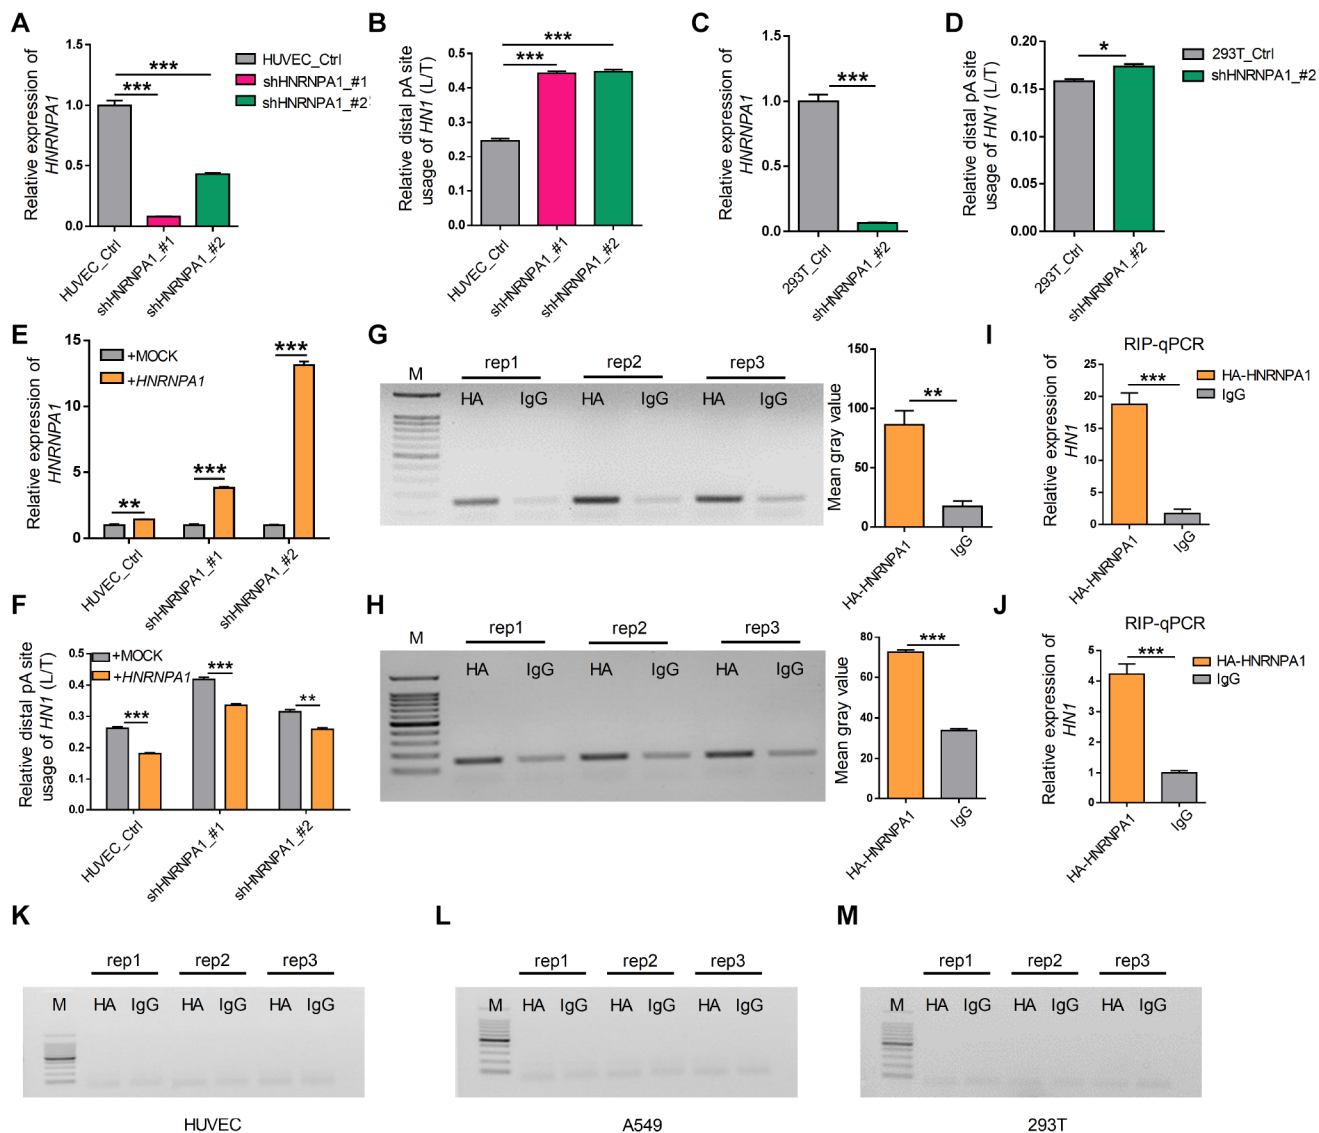 A
Relative expression of
HNRNPA1
1.5
1.0
0.5
0.0
***
***
HUVEC_Ctrl
shHNRNPA1_#1
shHNRNPA1_#2
HUVEC_Ctrl
shHNRNPA1_#1
shHNRNPA1_#2
B
Relative distal pA site
usage of HN1 (L/T)
0.5
0.4
0.3
0.2
0.1
0.0
***
***
HUVEC_Ctrl
shHNRNPA1_#1
shHNRNPA1_#2
C
Relative expression of
HNRNPA1
1.5
1.0
0.5
0.0
***
293T_Ctrl
shHNRNPA1_#2
D
Relative distal pA site
usage of HN1 (L/T)
0.20
0.15
0.10
0.05
0.00
*
293T_Ctrl
shHNRNPA1_#2
293T_Ctrl
shHNRNPA1_#2
E
Relative expression of
HNRNPA1
15
10
5
0
+MOCK
+HNRNPA1
**
***
***
HUVEC_Ctrl
shHNRNPA1_#1
shHNRNPA1_#2
F
Relative distal pA site
usage of HN1 (L/T)
0.5
0.4
0.3
0.2
0.1
0.0
+MOCK
+HNRNPA1
***
***
**
HUVEC_Ctrl
shHNRNPA1_#1
shHNRNPA1_#2
G
rep1 rep2 rep3
M HA IgG HA IgG HA IgG
Mean gray value
150
100
50
0
**
HA-HNRNPA1
IgG
H
rep1 rep2 rep3
M HA IgG HA IgG HA IgG
Mean gray value
80
60
40
20
0
***
HA-HNRNPA1
IgG
I
RIP-qPCR
Relative expression of
HN1
25
20
15
10
5
0
***
HA-HNRNPA1
IgG
HA-HNRNPA1
IgG
J
RIP-qPCR
Relative expression of
HN1
5
4
3
2
1
0
***
HA-HNRNPA1
IgG
HA-HNRNPA1
IgG
K
rep1 rep2 rep3
M HA IgG HA IgG HA IgG
HUVEC
L
rep1 rep2 rep3
M HA IgG HA IgG HA IgG
A549
M
rep1 rep2 rep3
M HA IgG HA IgG HA IgG
293T